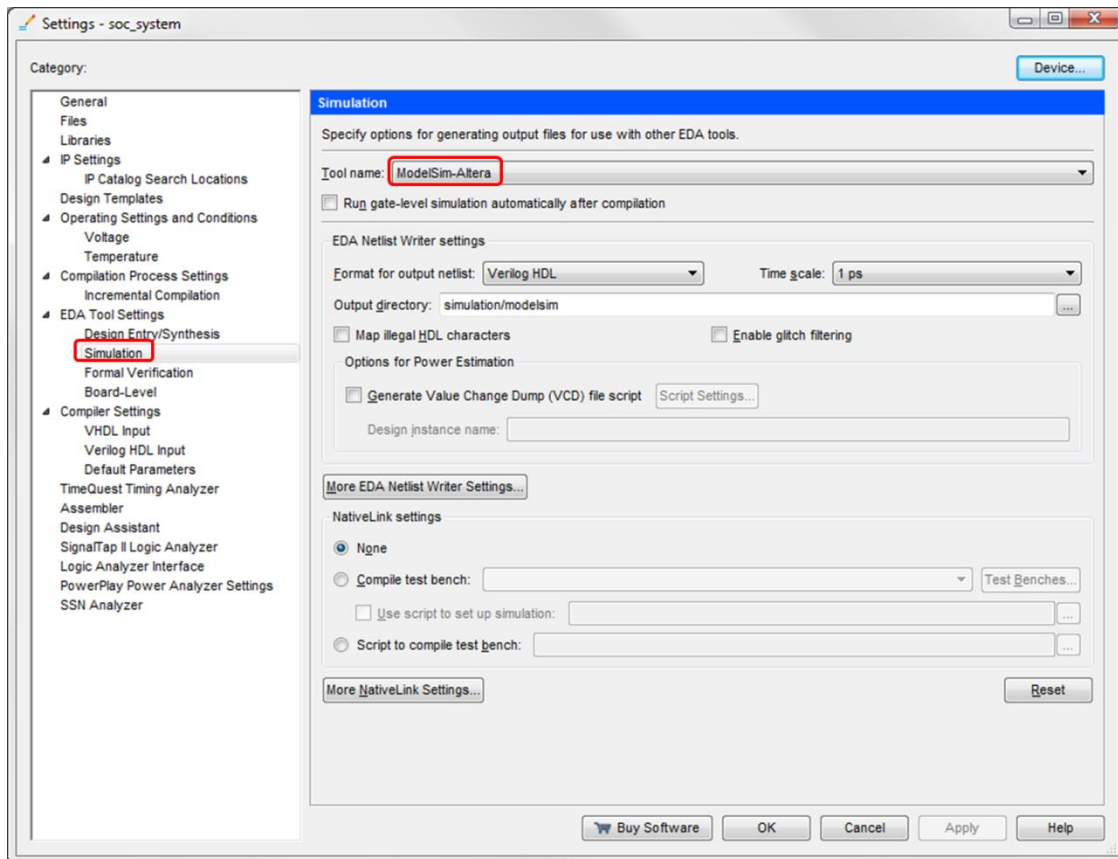 Settings - soc_system
Category:
Device...
General
Files
Libraries
IP Settings
IP Catalog Search Locations
Design Templates
Operating Settings and Conditions
Voltage
Temperature
Compilation Process Settings
Incremental Compilation
EDA Tool Settings
Design Entry/Synthesis
Simulation
Formal Verification
Board-Level
Compiler Settings
VHDL Input
Verilog HDL Input
Default Parameters
TimeQuest Timing Analyzer
Assembler
Design Assistant
SignalTap II Logic Analyzer
Logic Analyzer Interface
PowerPlay Power Analyzer Settings
SSN Analyzer
Simulation
Specify options for generating output files for use with other EDA tools.
Tool name: ModelSim-Altera
Run gate-level simulation automatically after compilation
EDA Netlist Writer settings
Format for output netlist: Verilog HDL Time scale: 1 ps
Output directory: simulation/modelsim ...
Map illegal HDL characters Enable glitch filtering
Options for Power Estimation
Generate Value Change Dump (VCD) file script Script Settings...
Design instance name:
More EDA Netlist Writer Settings...
NativeLink settings
None
Compile test bench: Test Benches...
Use script to set up simulation: ...
Script to compile test bench: ...
More NativeLink Settings... Reset
Buy Software OK Cancel Apply Help